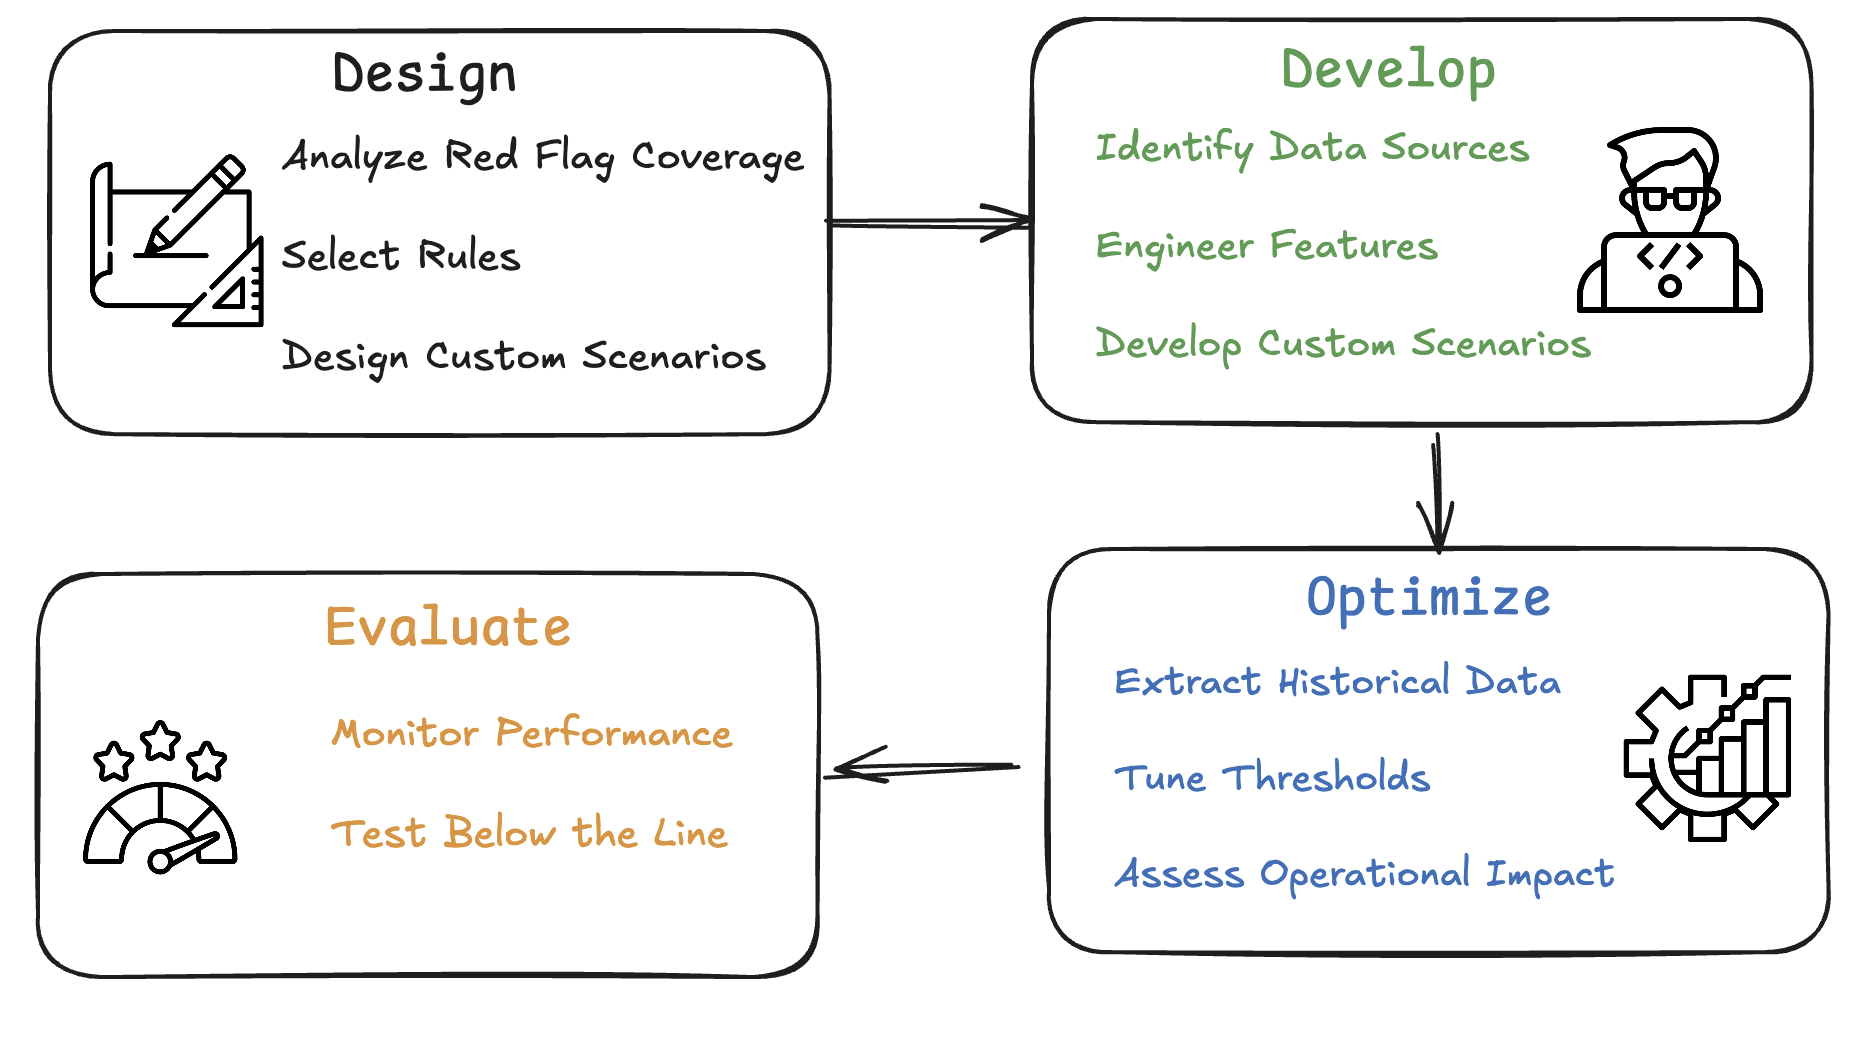 Design
Analyze Red Flag Coverage
Select Rules
Design Custom Scenarios
Develop
Identify Data Sources
Engineer Features
Develop Custom Scenarios
</>
Optimize
Extract Historical Data
Tune Thresholds
Assess Operational Impact
Evaluate
Monitor Performance
Test Below the Line